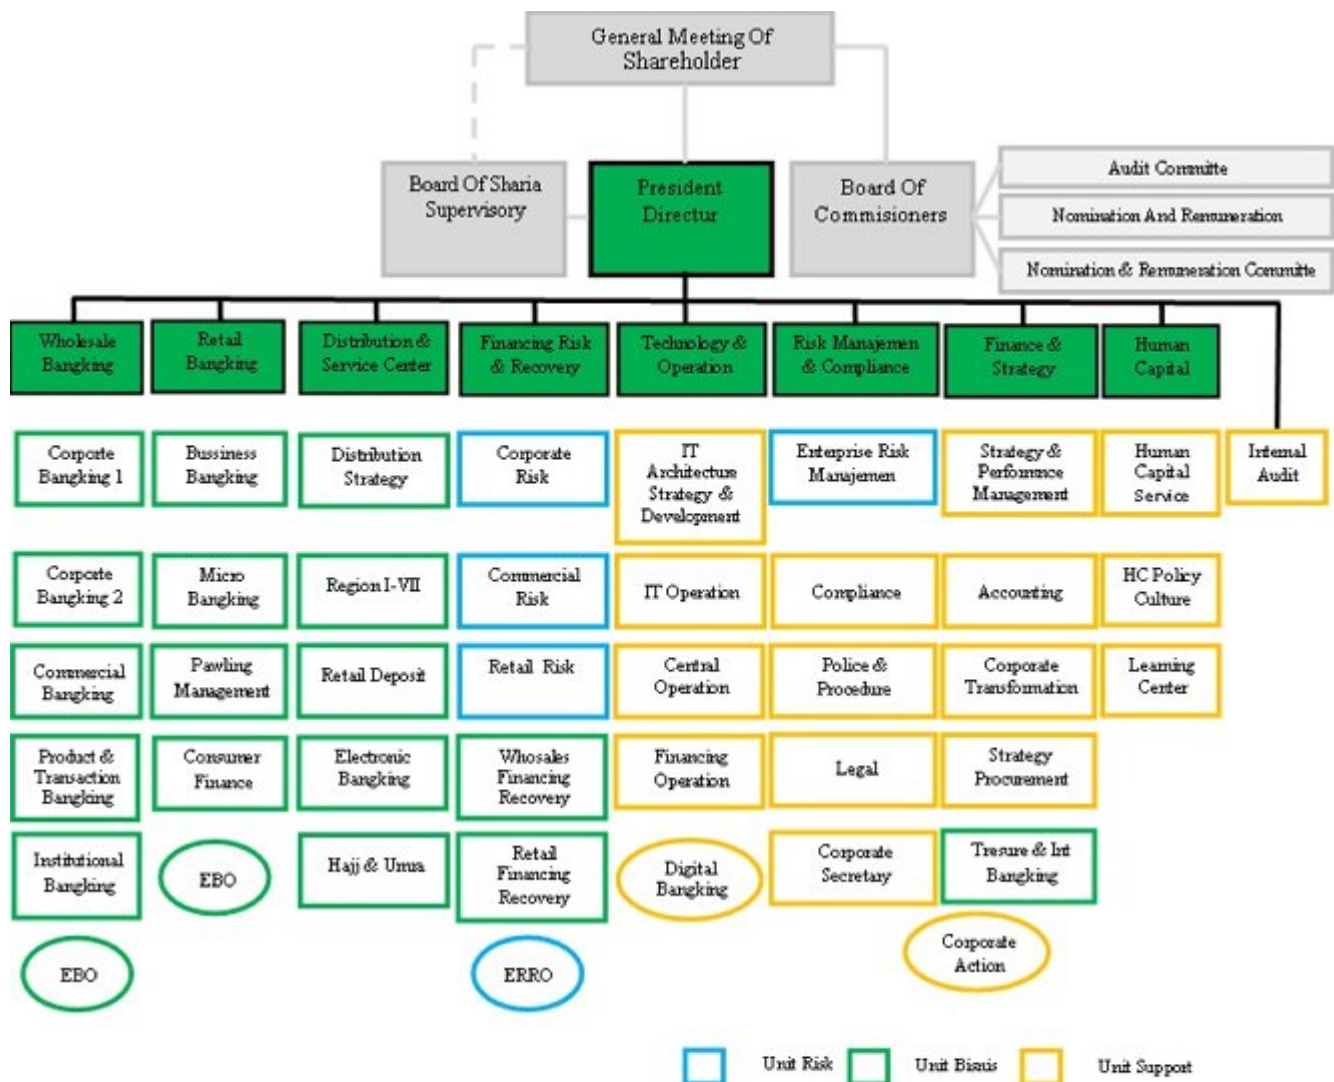 General Meeting Of
Shareholder
Board Of Sharia
Supervisory
President
Directur
Board Of
Commisioners
Audit Committe
Nomination And Remuneration
Nomination & Remuneration Committe
Wholesale
Bangking
Retail
Bangking
Distribution &
Service Center
Financing Risk
& Recovery
Technology &
Operation
Risk Manajemen
& Compliance
Finance &
Strategy
Human
Capital
Corporte
Bangking 1
Bussiness
Bangking
Distribution
Strategy
Corporate
Risk
IT
Architecture
Strategy &
Development
Enterprise Risk
Manajemen
Strategy &
Performnce
Management
Human
Capital
Service
Internal
Audit
Corporte
Bangking 2
Micro
Bangking
Region I-VII
Commercial
Risk
IT Operation
Compliance
Accounting
HC Policy
Culture
Commercial
Bangking
Pawling
Management
Retail Deposit
Retail Risk
Central
Operation
Police &
Procedure
Corporate
Transformation
Learning
Center
Product &
Transaction
Bangking
Consumer
Finance
Electronic
Bangking
Whosales
Financing
Recovery
Financing
Operation
Legal
Strategy
Procurement
Institutional
Bangking
EBO
Hajj & Umra
Retail
Financing
Recovery
Digital
Bangking
Corporate
Secretary
Tresure & Int
Bangking
EBO
ERRO
Corporate
Action
Unit Risk
Unit Bisnis
Unit Support